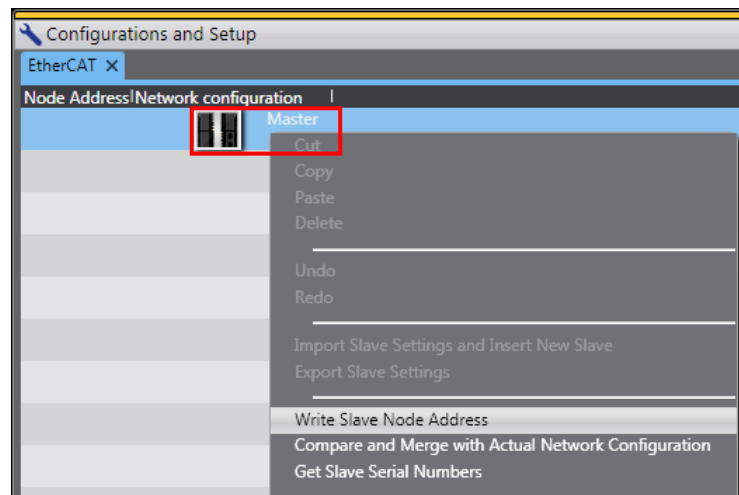 Configurations and Setup
EtherCAT
Node Address Network configuration
Master
Cut
Copy
Paste
Delete
Undo
Redo
Import Slave Settings and Insert New Slave
Export Slave Settings
Write Slave Node Address
Compare and Merge with Actual Network Configuration
Get Slave Serial Numbers